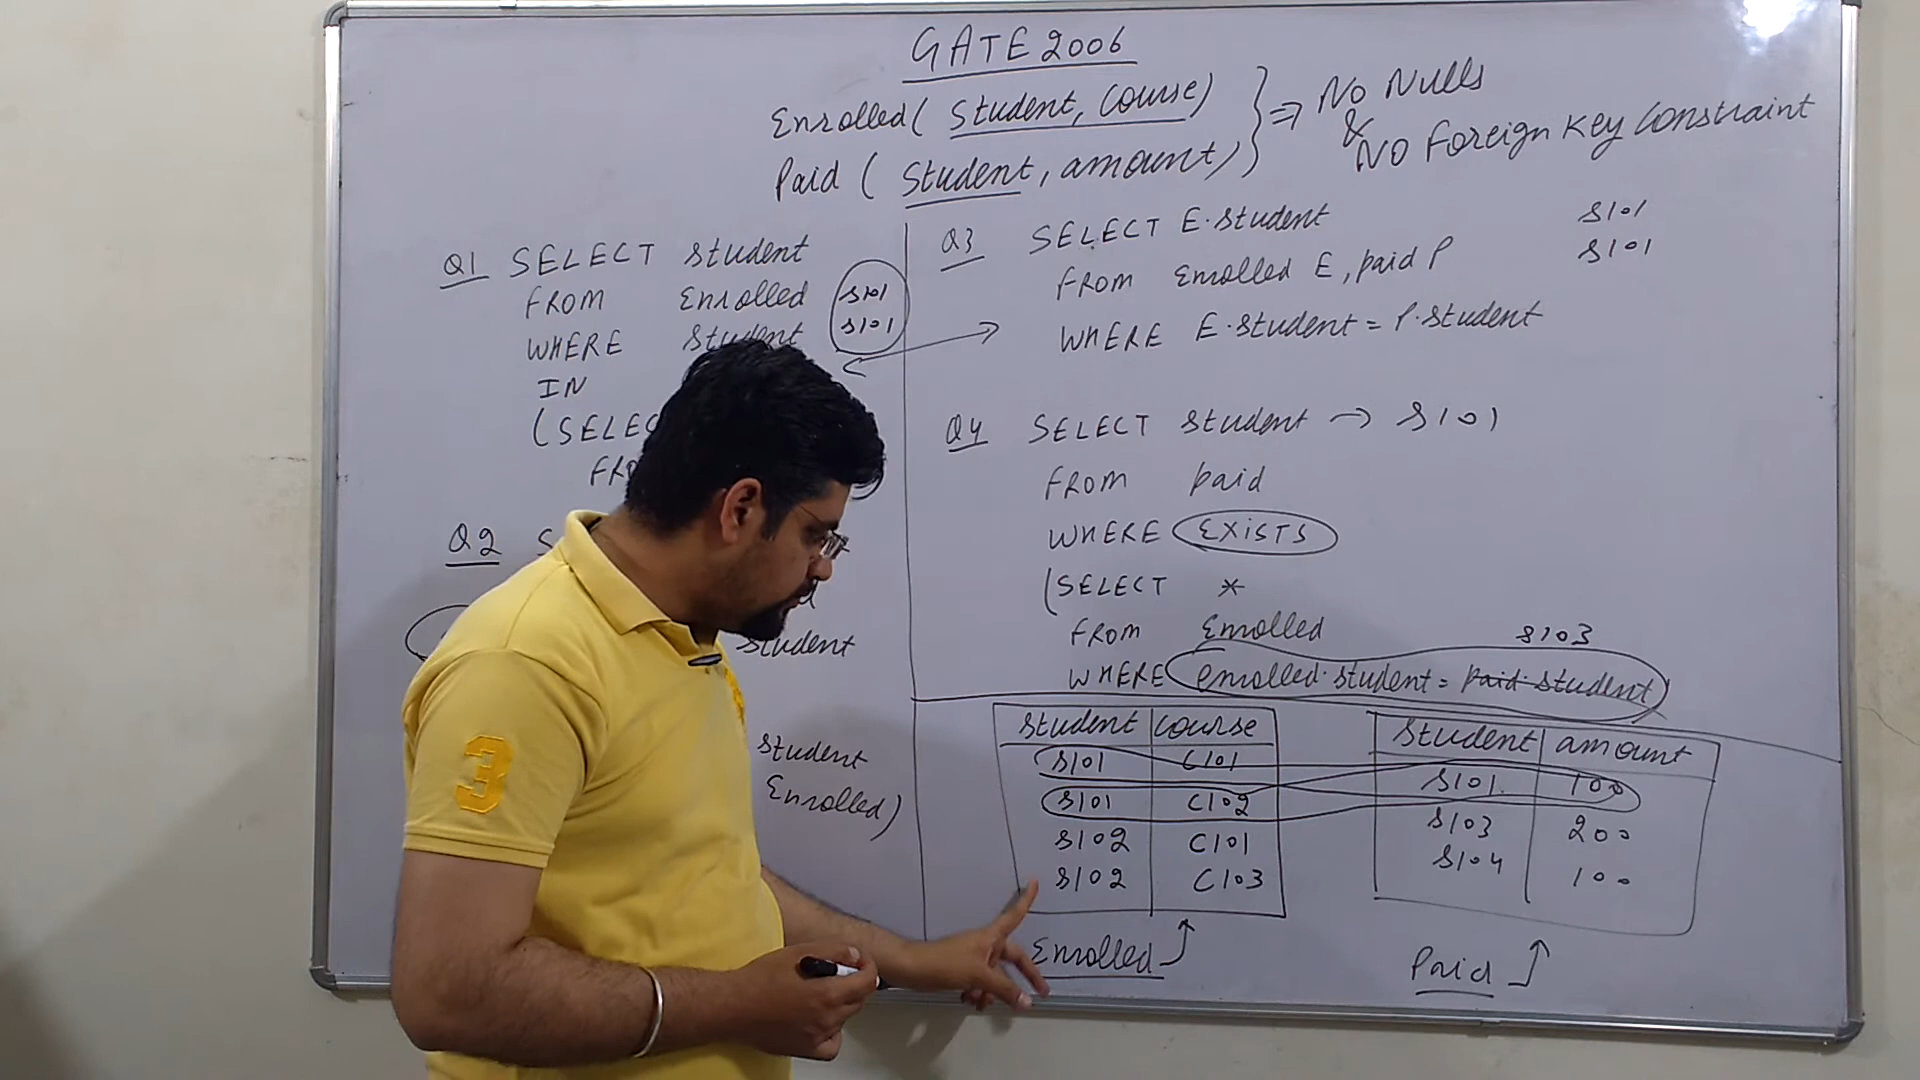 GATE 2006
Enrolled ( Student, Course )
Paid ( Student, amount )
=> No Nulls
&
No Foreign Key Constraint
Q1 SELECT Student
FROM Enrolled
WHERE Student
IN
(SELEC
FR
S101
S101
Q2 S
Student
Student
Enrolled)
Q3 SELECT E.Student
FROM Enrolled E, paid P
WHERE E.Student = P.Student
S101
S101
Q4 SELECT Student → S101
FROM paid
WHERE EXISTS
(SELECT *
FROM Enrolled
WHERE enrolled.student = paid.student
S103
Student Course
S101 C101
S101 C102
S102 C101
S102 C103
Enrolled
Student amount
S101 100
S103 200
S104 100
Paid
3